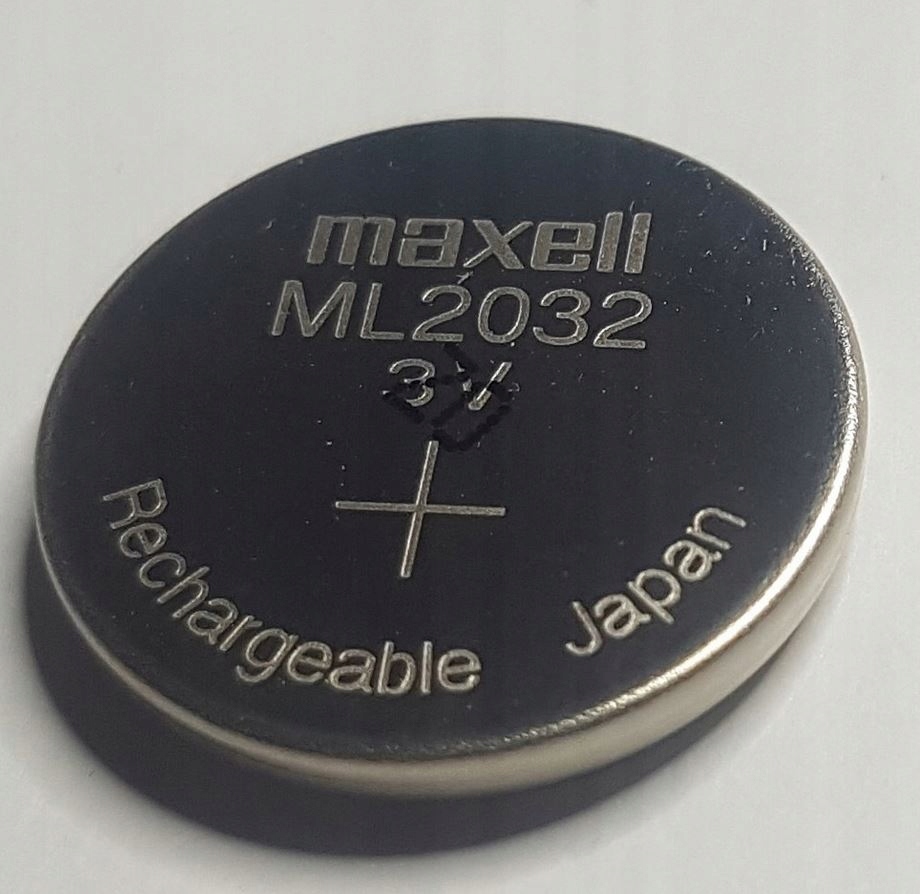 maxell
ML2032
3V
+
Rechargeable
Japan